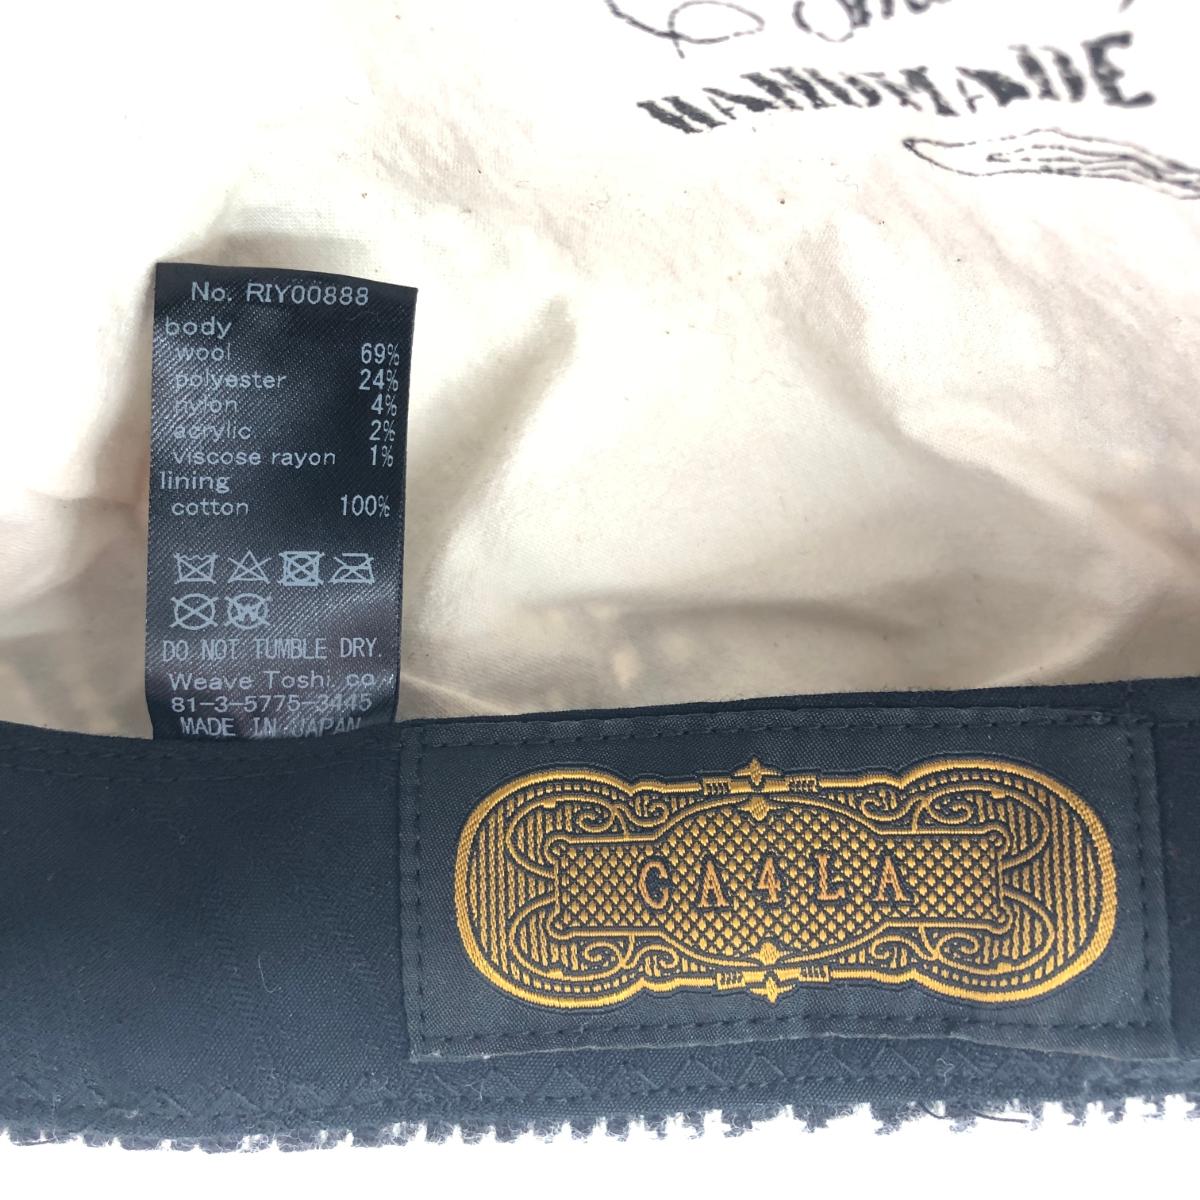 HANDMADE
No. RIY00888
body
wool 69%
polyester 24%
nylon 4%
acrylic 2%
viscose rayon 1%
lining
cotton 100%
DO NOT TUMBLE DRY.
Weave Toshi. co.,
81-3-5775-3445
MADE IN JAPAN
CA4LA